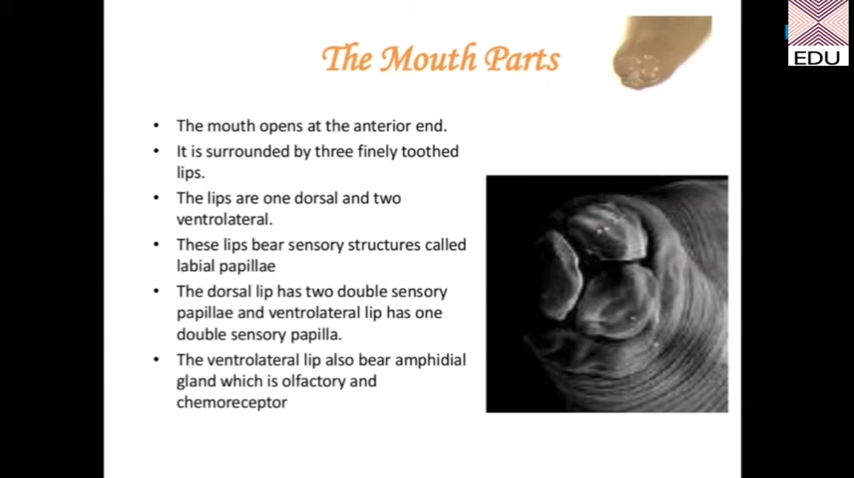 EDU
The Mouth Parts
• The mouth opens at the anterior end.
• It is surrounded by three finely toothed
lips.
• The lips are one dorsal and two
ventrolateral.
• These lips bear sensory structures called
labial papillae
• The dorsal lip has two double sensory
papillae and ventrolateral lip has one
double sensory papilla.
• The ventrolateral lip also bear amphidial
gland which is olfactory and
chemoreceptor